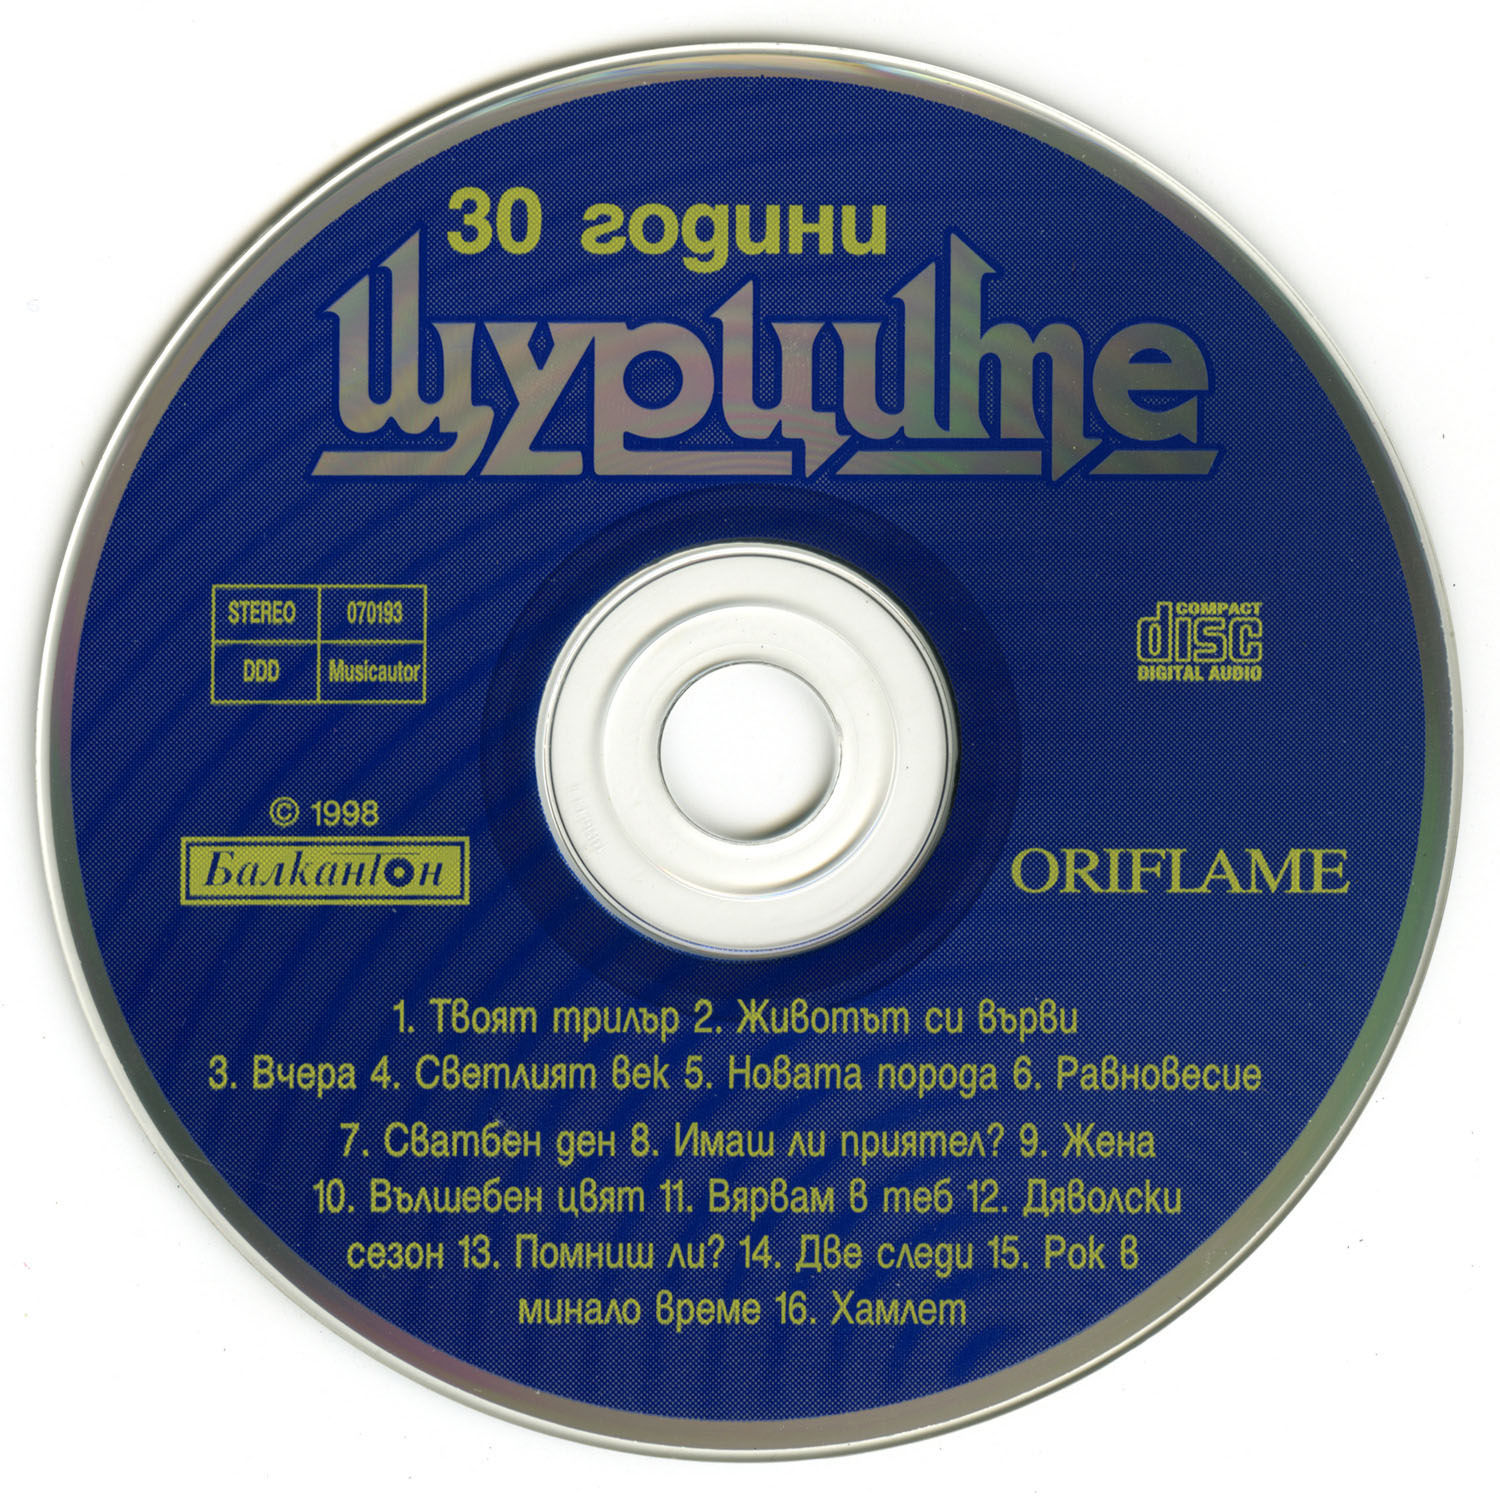 30 години
Щурците
STEREO 070193
DDD Musicautor
COMPACT
disc
DIGITAL AUDIO
© 1998
Балкантон
ORIFLAME
1. Твоят трилър 2. Животът си върви
3. Вчера 4. Светлият век 5. Новата порода 6. Равновесие
7. Сватбен ден 8. Имаш ли приятел? 9. Жена
10. Вълшебен цвят 11. Вярвам в теб 12. Дяволски
сезон 13. Помниш ли? 14. Две следи 15. Рок в
минало време 16. Хамлет